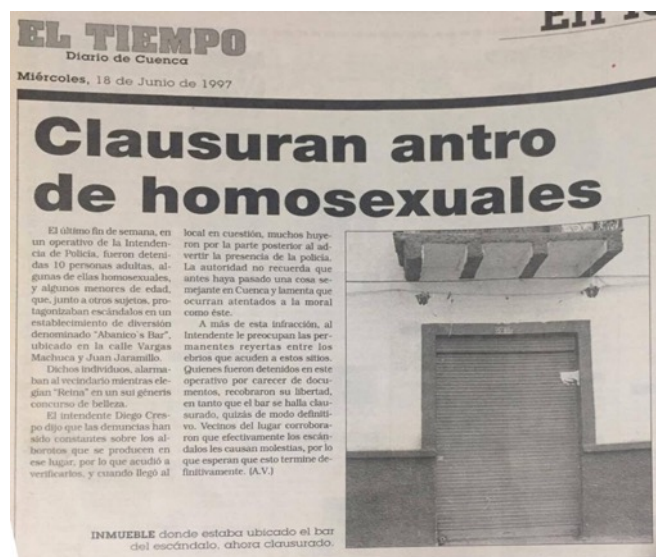 EL TIEMPO
Diario de Cuenca
Miércoles, 18 de Junio de 1997
Clausuran antro
de homosexuales
El último fin de semana, en
un operativo de la Intenden-
cia de Policía, fueron deteni-
das 10 personas adultas, al-
gunas de ellas homosexuales,
y algunos menores de edad,
que, junto a otros sujetos, pro-
tagonizaban escándalos en un
establecimiento de diversión
denominado "Abanico`s Bar",
ubicado en la calle Vargas
Machuca y Juan Jaramillo.
Dichos individuos, alarma-
ban al vecindario mientras ele-
gían "Reina" en un sui géneris
concurso de belleza.
El intendente Diego Cres-
po dijo que las denuncias han
sido constantes sobre los al-
borotos que se producen en
ese lugar, por lo que acudió a
verificarlos, y cuando llegó al
local en cuestión, muchos huye-
ron por la parte posterior al ad-
vertir la presencia de la policía.
La autoridad no recuerda que
antes haya pasado una cosa se-
mejante en Cuenca y lamenta que
ocurran atentados a la moral
como éste.
A más de esta infracción, al
Intendente le preocupan las per-
manentes reyertas entre los
ebrios que acuden a estos sitios.
Quienes fueron detenidos en este
operativo por carecer de docu-
mentos, recobraron su libertad,
en tanto que el bar se halla clau-
surado, quizás de modo definiti-
vo. Vecinos del lugar corrobora-
ron que efectivamente los escán-
dalos les causan molestias, por lo
que esperan que esto termine de-
finitivamente. (A.V.)
INMUEBLE donde estaba ubicado el bar
del escándalo, ahora clausurado.